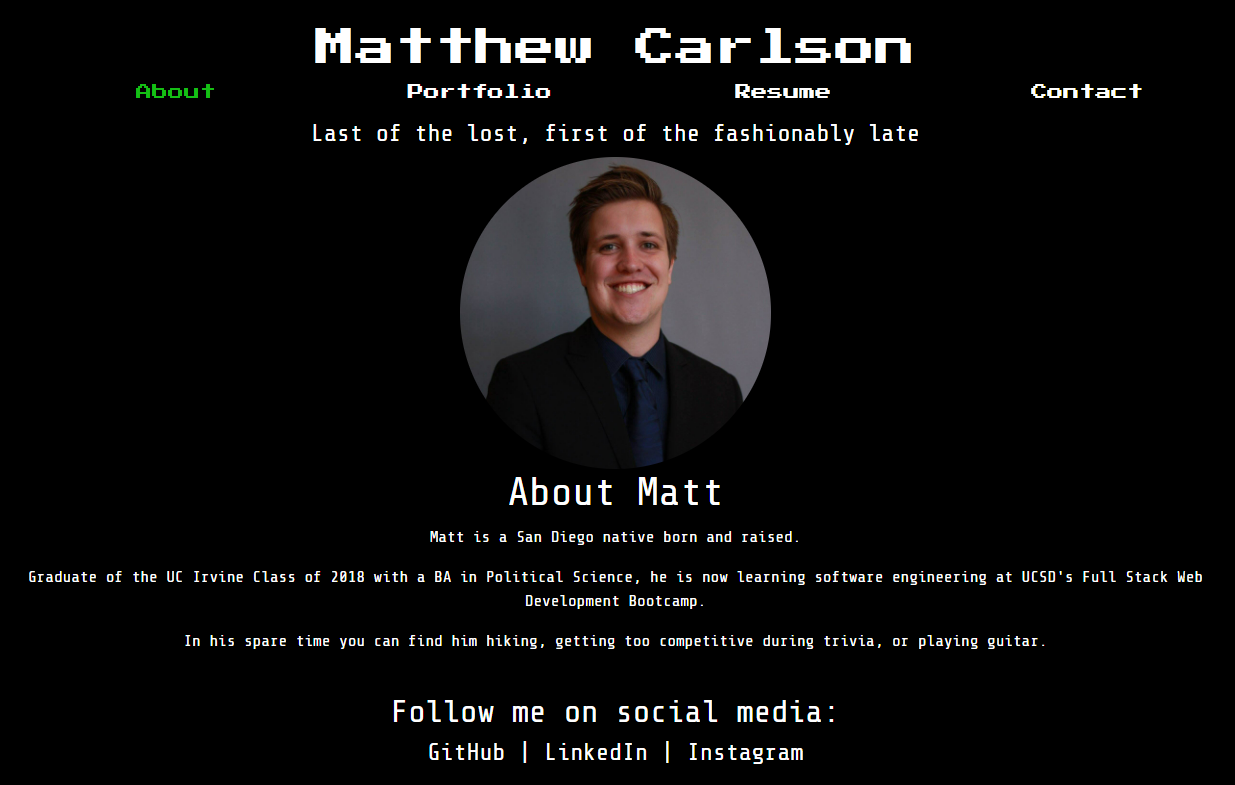 Matthew Carlson
About Portfolio Resume Contact
Last of the lost, first of the fashionably late
About Matt
Matt is a San Diego native born and raised.
Graduate of the UC Irvine Class of 2018 with a BA in Political Science, he is now learning software engineering at UCSD's Full Stack Web
Development Bootcamp.
In his spare time you can find him hiking, getting too competitive during trivia, or playing guitar.
Follow me on social media:
GitHub | LinkedIn | Instagram